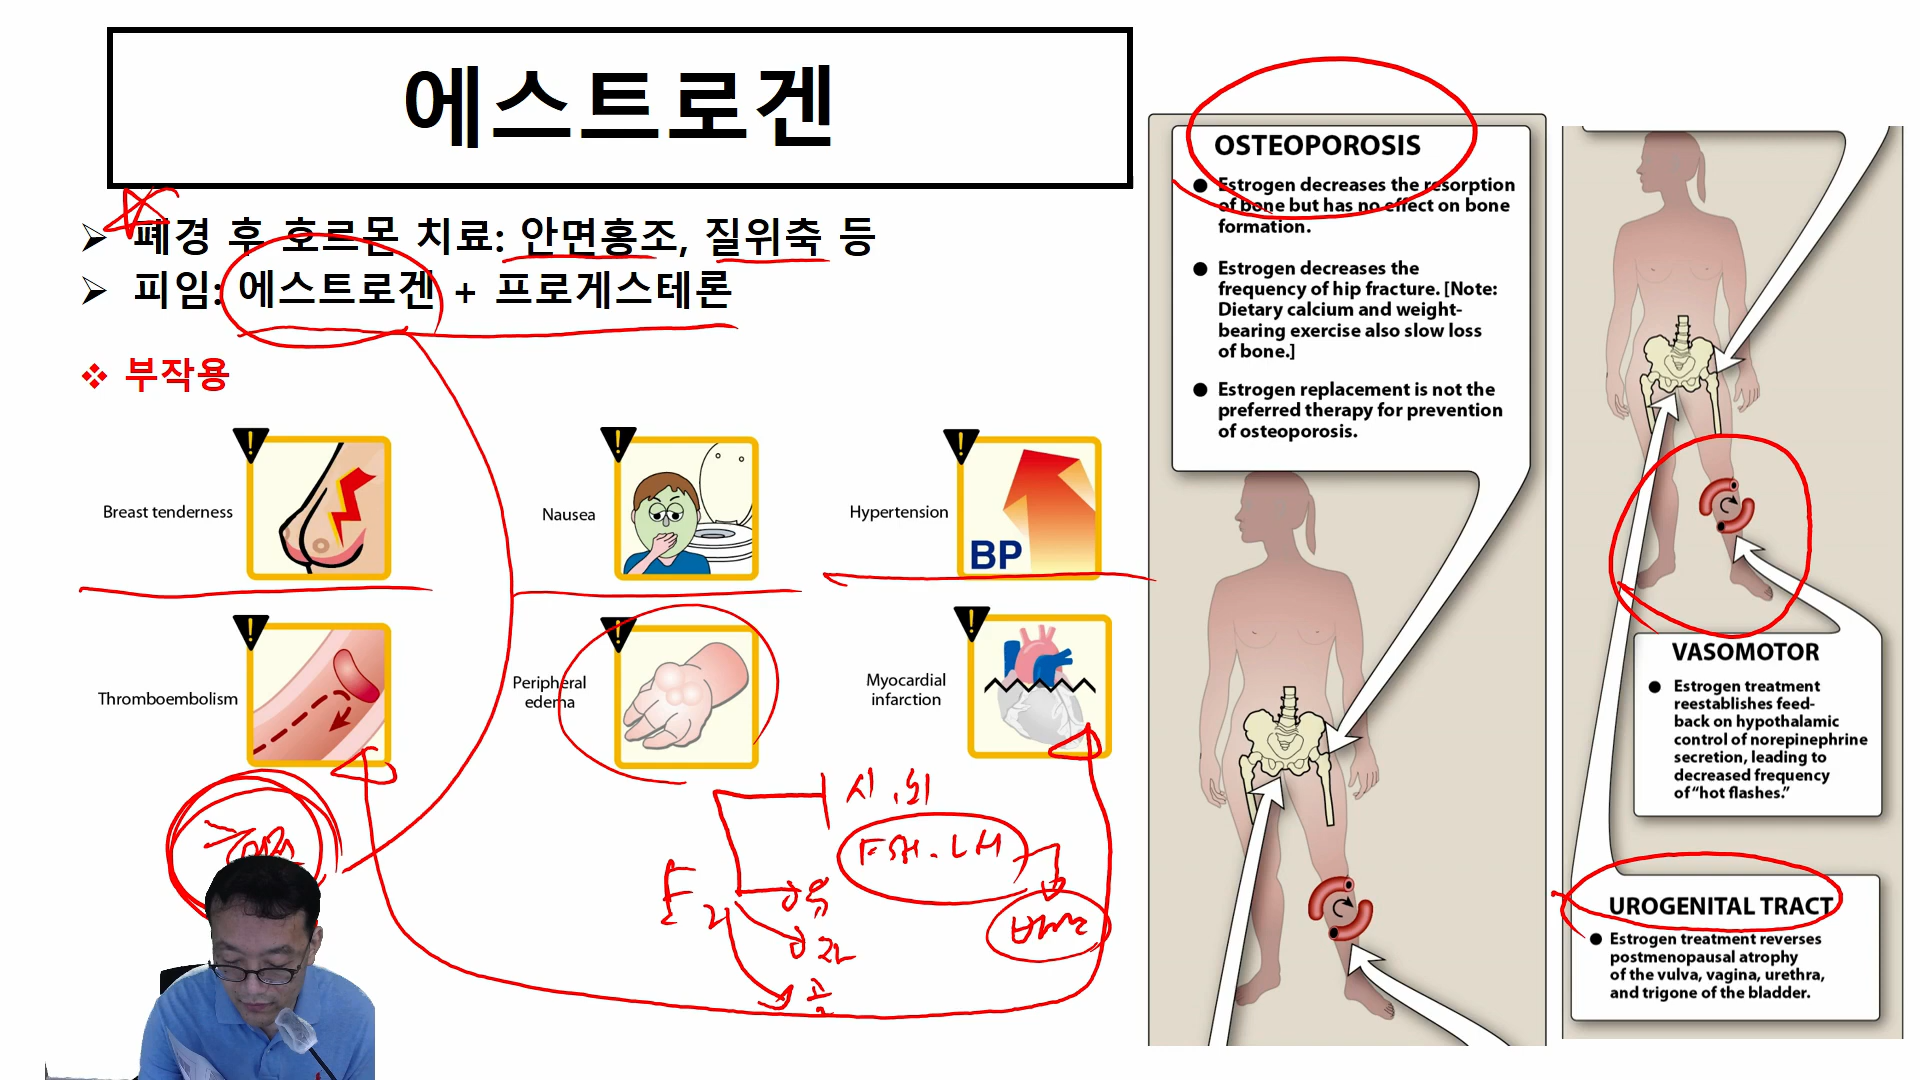 에스트로겐
➢ 폐경 후 호르몬 치료: 안면홍조, 질위축 등
➢ 피임: 에스트로겐 + 프로게스테론
❖ 부작용
Breast tenderness
Nausea
Hypertension
BP
Thromboembolism
Peripheral
edema
Myocardial
infarction
시,뇌
FSH. LH
E2
OSTEOPOROSIS
● Estrogen decreases the resorption
of bone but has no effect on bone
formation.
● Estrogen decreases the
frequency of hip fracture. [Note:
Dietary calcium and weight-
bearing exercise also slow loss
of bone.]
● Estrogen replacement is not the
preferred therapy for prevention
of osteoporosis.
VASOMOTOR
● Estrogen treatment
reestablishes feed-
back on hypothalamic
control of norepinephrine
secretion, leading to
decreased frequency
of “hot flashes.”
UROGENITAL TRACT
● Estrogen treatment reverses
postmenopausal atrophy
of the vulva, vagina, urethra,
and trigone of the bladder.